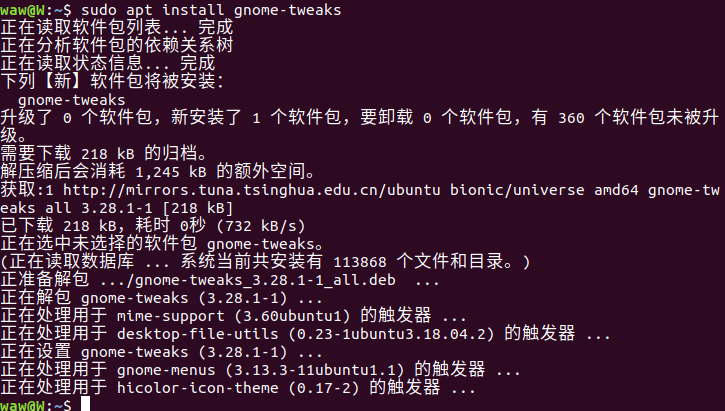 waw@W:~$ sudo apt install gnome-tweaks
正在读取软件包列表... 完成
正在分析软件包的依赖关系树
正在读取状态信息... 完成
下列【新】软件包将被安装：
  gnome-tweaks
升级了 0 个软件包，新安装了 1 个软件包，要卸载 0 个软件包，有 360 个软件包未被升
级。
需要下载 218 kB 的归档。
解压缩后会消耗 1,245 kB 的额外空间。
获取:1 http://mirrors.tuna.tsinghua.edu.cn/ubuntu bionic/universe amd64 gnome-tw
eaks all 3.28.1-1 [218 kB]
已下载 218 kB，耗时 0秒 (732 kB/s)
正在选中未选择的软件包 gnome-tweaks。
(正在读取数据库 ... 系统当前共安装有 113868 个文件和目录。)
正准备解包 .../gnome-tweaks_3.28.1-1_all.deb  ...
正在解包 gnome-tweaks (3.28.1-1) ...
正在处理用于 mime-support (3.60ubuntu1) 的触发器 ...
正在处理用于 desktop-file-utils (0.23-1ubuntu3.18.04.2) 的触发器 ...
正在设置 gnome-tweaks (3.28.1-1) ...
正在处理用于 gnome-menus (3.13.3-11ubuntu1.1) 的触发器 ...
正在处理用于 hicolor-icon-theme (0.17-2) 的触发器 ...
waw@W:~$